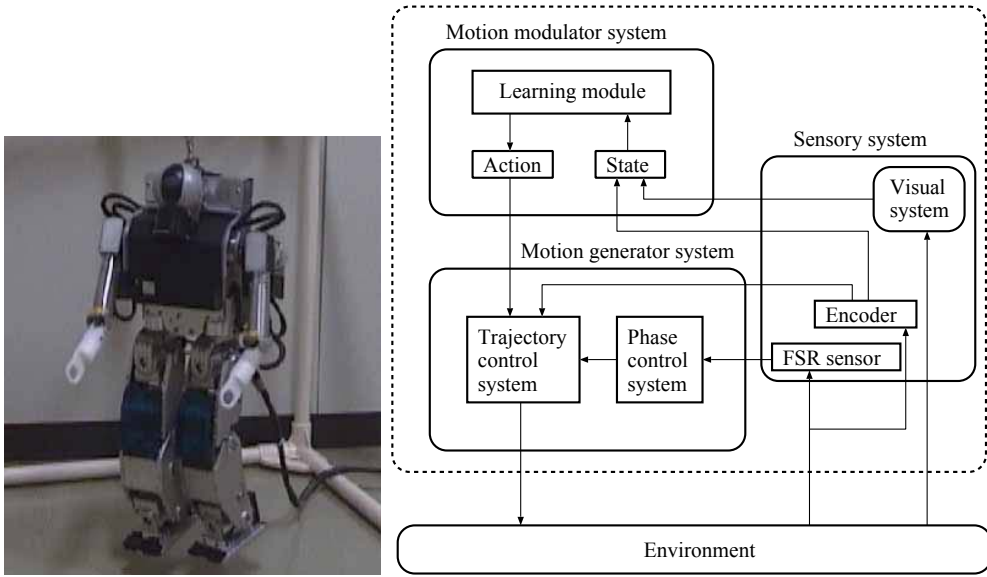 Motion modulator system
Learning module
Action
State
Sensory system
Visual
system
Motion generator system
Encoder
FSR sensor
Trajectory
control
system
Phase
control
system
Environment